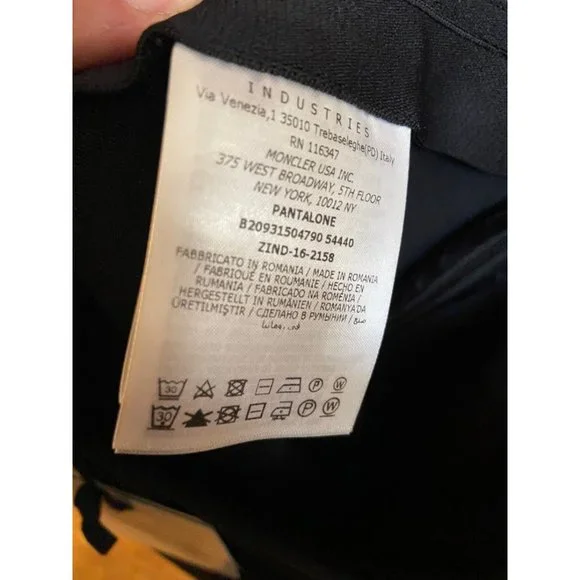 INDUSTRIES
Via Venezia,1 35010 Trebaseleghe(PD) Italy
RN 116347
MONCLER USA INC.
375 WEST BROADWAY, 5TH FLOOR
NEW YORK, 10012 NY
PANTALONE
B20931504790 54440
ZIND-16-2158
FABBRICATO IN ROMANIA / MADE IN ROMANIA
/ FABRIQUÉ EN ROUMANIE / HECHO EN
RUMANIA / FABRICADO NA ROMÉNIA /
HERGESTELLT IN RUMÄNIEN / ROMANYA'DA
ÜRETILMIŞTIR / СДЕЛАНО В РУМЫНИИ /
30 P W
30 P W